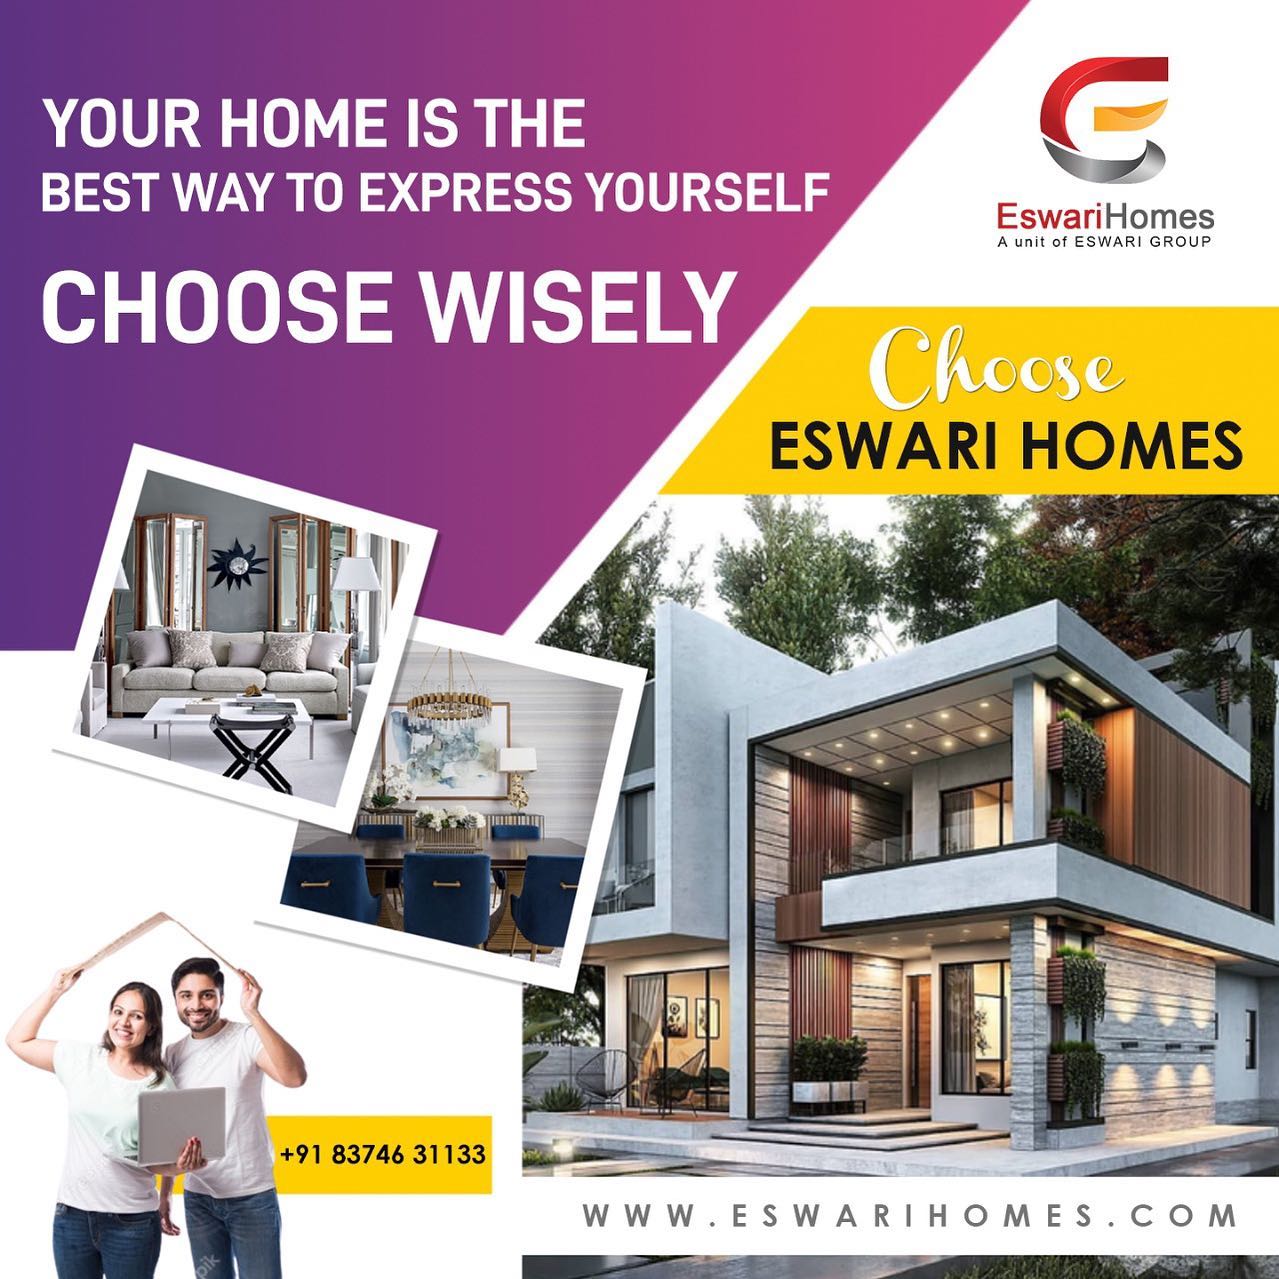 YOUR HOME IS THE
BEST WAY TO EXPRESS YOURSELF
CHOOSE WISELY
EswariHomes
A unit of ESWARI GROUP
Choose
ESWARI HOMES
+91 83746 31133
WWW.ESWARIHOMES.COM